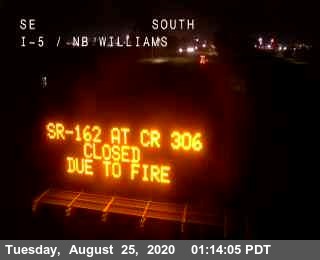 SE SOUTH
I-5 / NB WILLIAMS
SR-162 AT CR 306
CLOSED
DUE TO FIRE
Tuesday, August 25, 2020 01:14:05 PDT